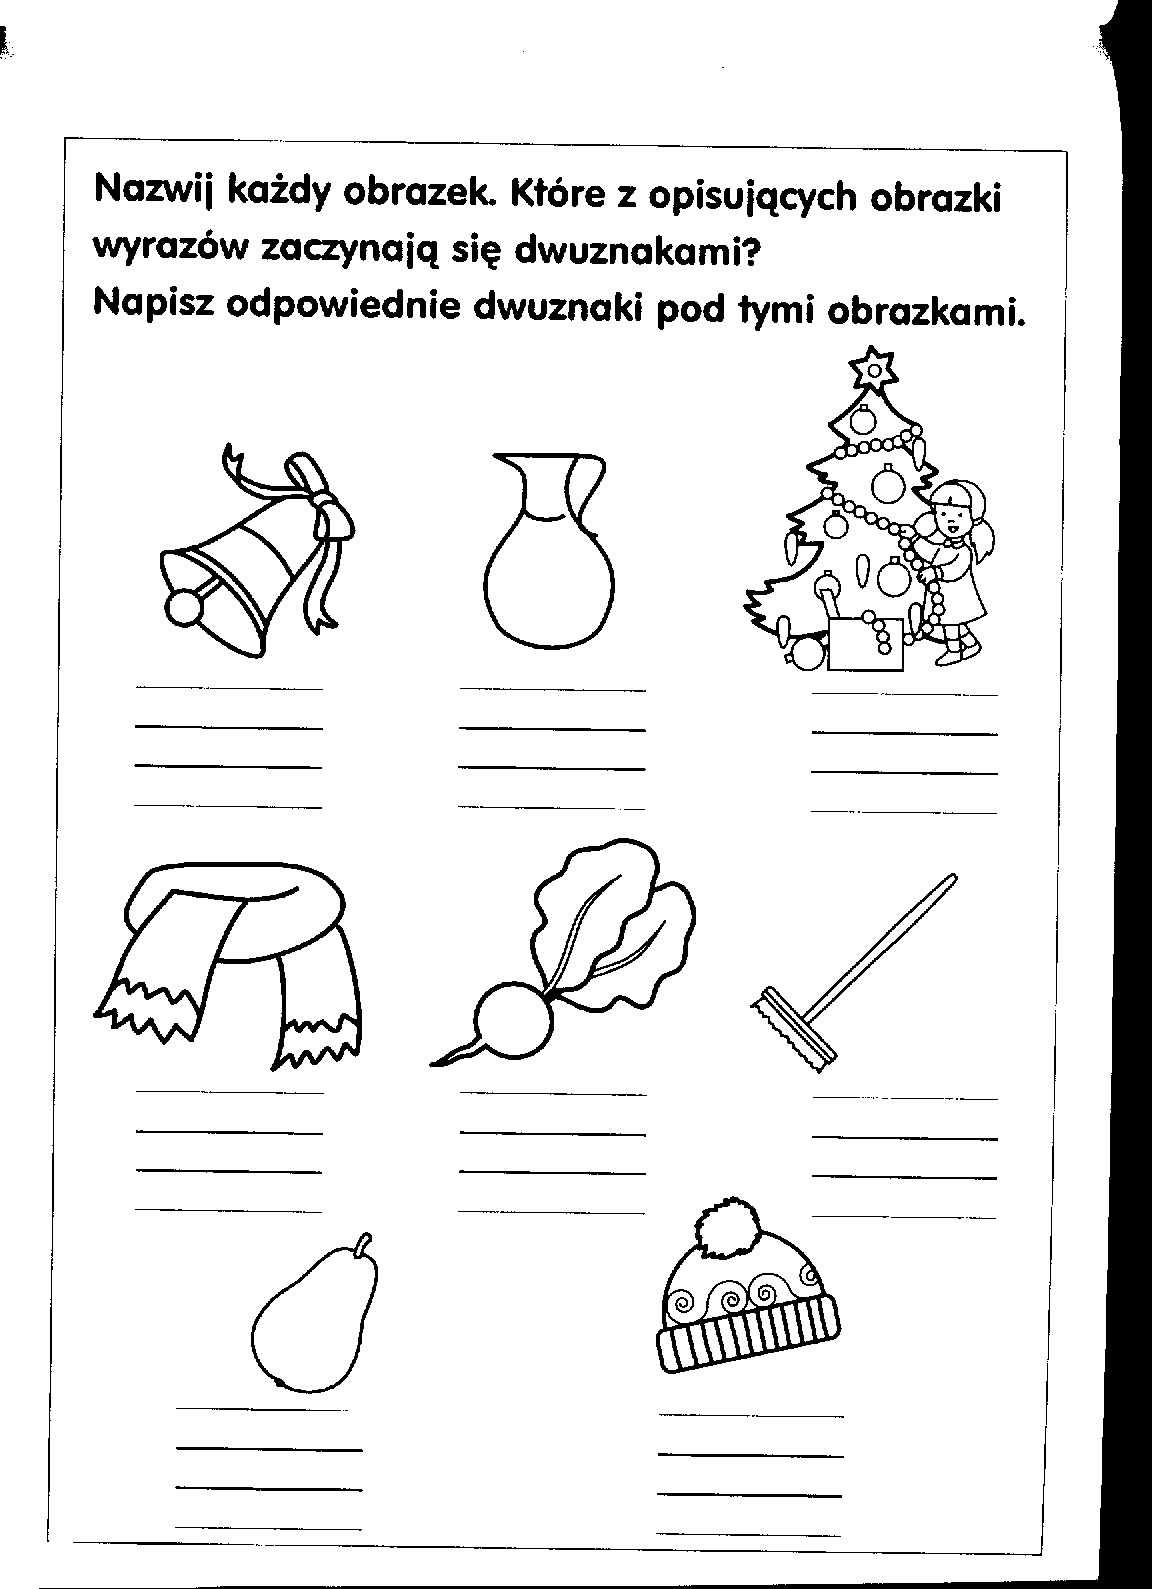 Nazwij każdy obrazek. Które z opisujących obrazki
wyrazów zaczynają się dwuznakami?
Napisz odpowiednie dwuznaki pod tymi obrazkami.